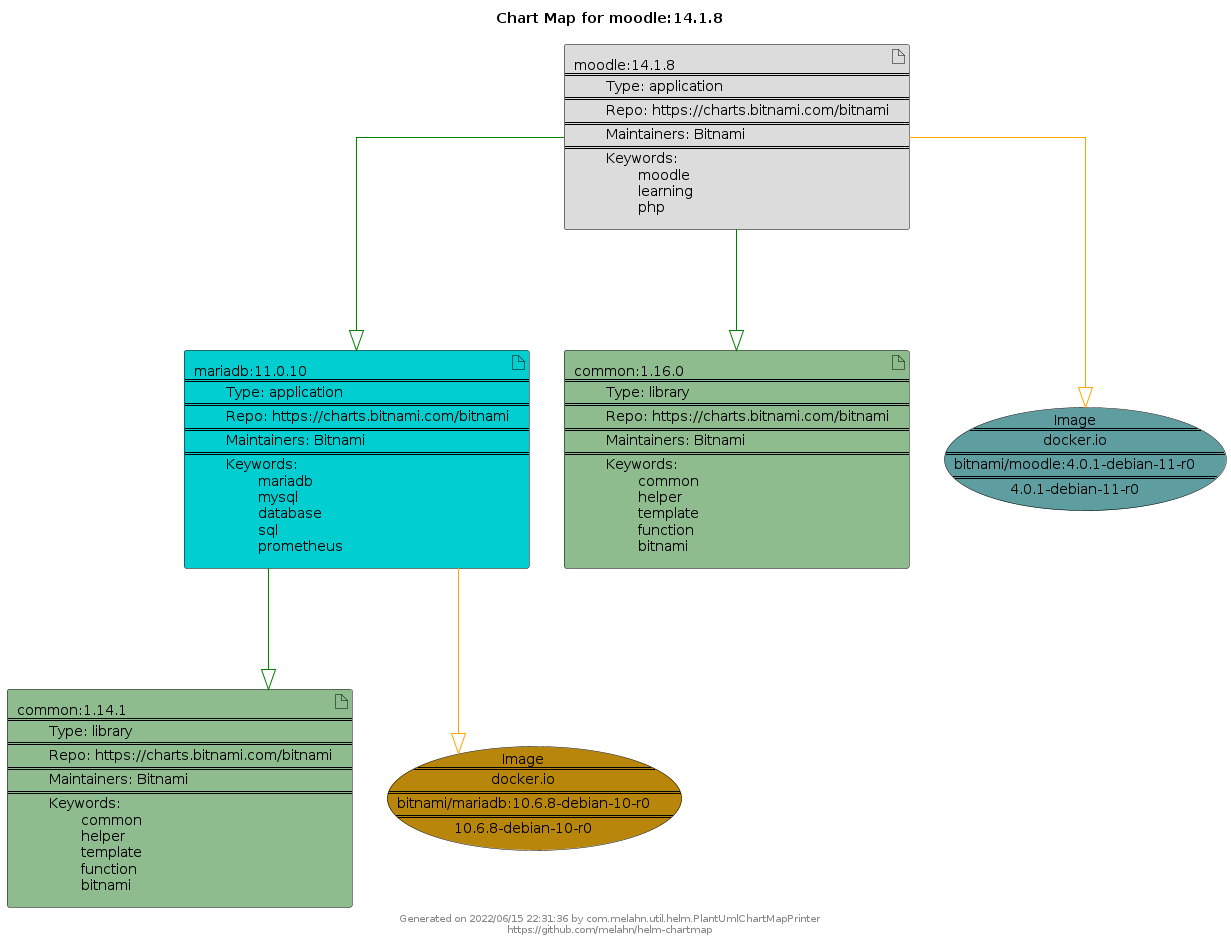 Chart Map for moodle:14.1.8
moodle:14.1.8
Type: application
Repo: https://charts.bitnami.com/bitnami
Maintainers: Bitnami
Keywords:
moodle
learning
php
mariadb:11.0.10
Type: application
Repo: https://charts.bitnami.com/bitnami
Maintainers: Bitnami
Keywords:
mariadb
mysql
database
sql
prometheus
common:1.16.0
Type: library
Repo: https://charts.bitnami.com/bitnami
Maintainers: Bitnami
Keywords:
common
helper
template
function
bitnami
Image
docker.io
bitnami/moodle:4.0.1-debian-11-r0
4.0.1-debian-11-r0
common:1.14.1
Type: library
Repo: https://charts.bitnami.com/bitnami
Maintainers: Bitnami
Keywords:
common
helper
template
function
bitnami
Image
docker.io
bitnami/mariadb:10.6.8-debian-10-r0
10.6.8-debian-10-r0
Generated on 2022/06/15 22:31:36 by com.melahn.util.helm.PlantUmlChartMapPrinter
https://github.com/melahn/helm-chartmap